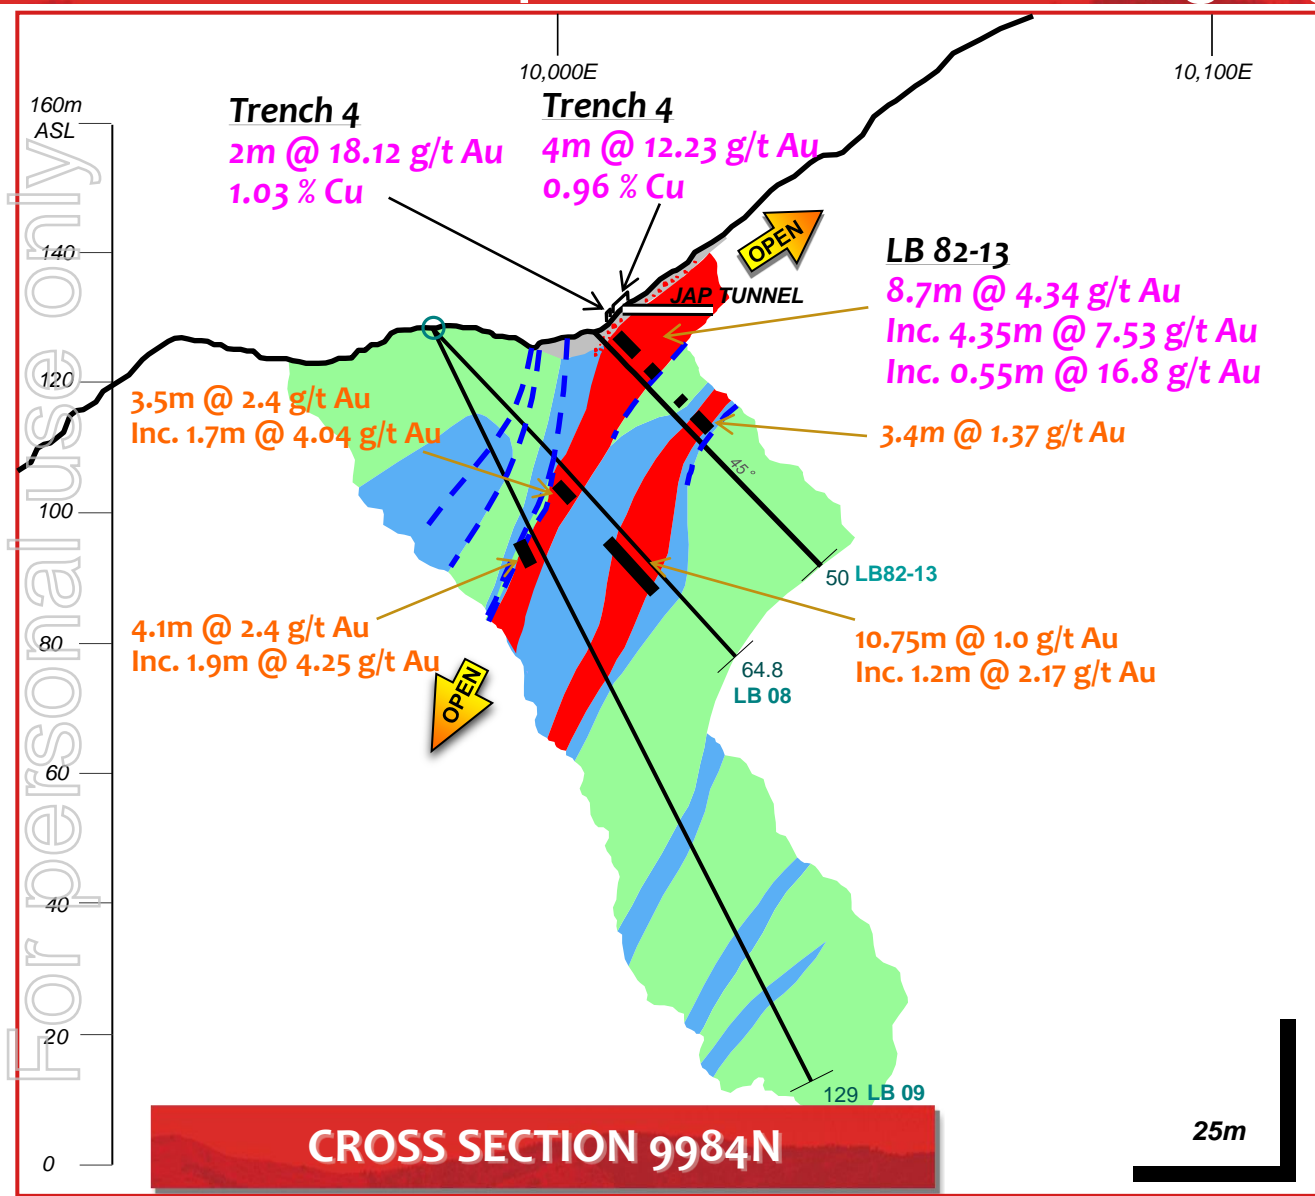 10,000E
10,100E
160m
ASL
140
120
100
80
60
40
20
0
For personal use only
Trench 4
2m @ 18.12 g/t Au
1.03 % Cu
Trench 4
4m @ 12.23 g/t Au
0.96 % Cu
OPEN
JAP TUNNEL
LB 82-13
8.7m @ 4.34 g/t Au
Inc. 4.35m @ 7.53 g/t Au
Inc. 0.55m @ 16.8 g/t Au
3.5m @ 2.4 g/t Au
Inc. 1.7m @ 4.04 g/t Au
3.4m @ 1.37 g/t Au
45°
50 LB82-13
4.1m @ 2.4 g/t Au
Inc. 1.9m @ 4.25 g/t Au
10.75m @ 1.0 g/t Au
Inc. 1.2m @ 2.17 g/t Au
OPEN
64.8
LB 08
129 LB 09
CROSS SECTION 9984N
25m